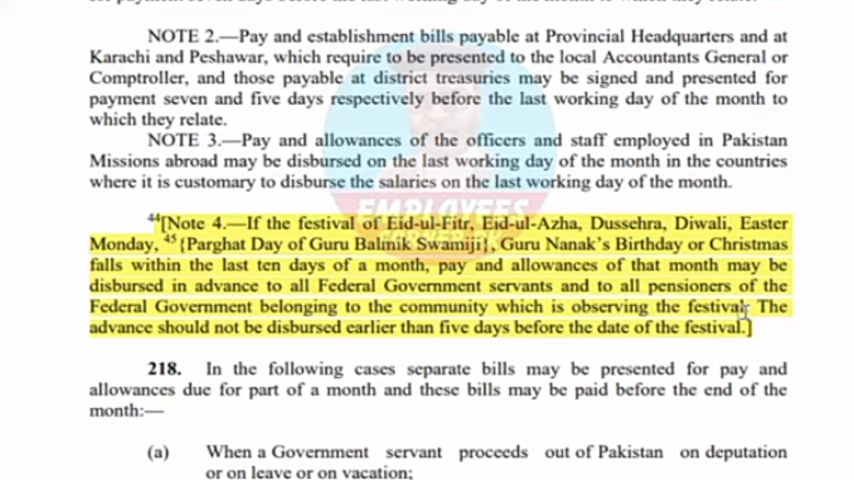 NOTE 2.—Pay and establishment bills payable at Provincial Headquarters and at
Karachi and Peshawar, which require to be presented to the local Accountants General or
Comptroller, and those payable at district treasuries may be signed and presented for
payment seven and five days respectively before the last working day of the month to
which they relate.
NOTE 3.—Pay and allowances of the officers and staff employed in Pakistan
Missions abroad may be disbursed on the last working day of the month in the countries
where it is customary to disburse the salaries on the last working day of the month.
EMPLOYEES
44[Note 4.—If the festival of Eid-ul-Fitr, Eid-ul-Azha, Dussehra, Diwali, Easter
Monday, 45{Parghat Day of Guru Balmik Swamiji}, Guru Nanak's Birthday or Christmas
falls within the last ten days of a month, pay and allowances of that month may be
disbursed in advance to all Federal Government servants and to all pensioners of the
Federal Government belonging to the community which is observing the festival. The
advance should not be disbursed earlier than five days before the date of the festival.]
218. In the following cases separate bills may be presented for pay and
allowances due for part of a month and these bills may be paid before the end of the
month:—
(a) When a Government servant proceeds out of Pakistan on deputation
or on leave or on vacation;